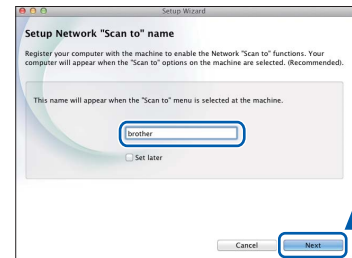 Setup Wizard
Setup Network "Scan to" name
Register your computer with the machine to enable the Network "Scan to" functions. Your
computer will appear when the "Scan to" options on the machine are selected. (Recommended).
This name will appear when the "Scan to" menu is selected at the machine.
brother
Set later
Cancel Next